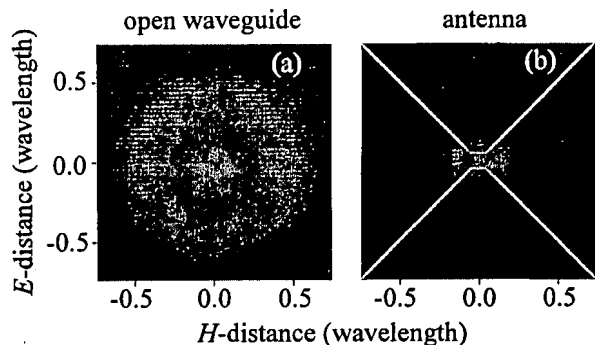 open waveguide antenna
(a) (b)
E-distance (wavelength)
0.5
0.0
-0.5
-0.5 0.0 0.5 -0.5 0.0 0.5
H-distance (wavelength)